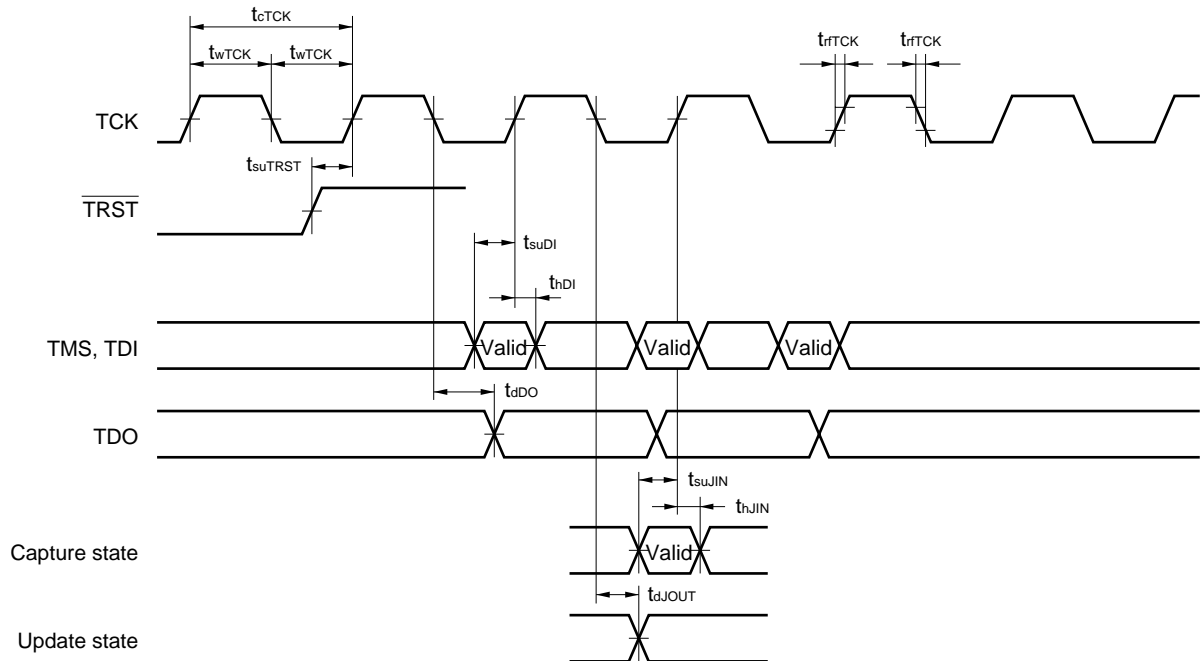 tcTCK
twTCK twTCK trfTCK trfTCK
TCK
tsuTRST
TRST
tsuDI
thDI
TMS, TDI Valid Valid Valid
tdDO
TDO
tsuJIN
thJIN
Capture state Valid
tdJOUT
Update state